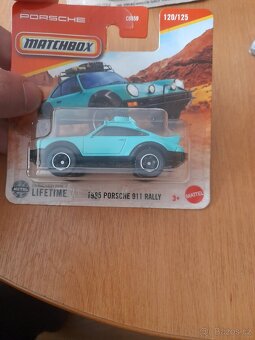 PORSCHE
MATCHBOX
120/125
LIFETIME
1985 PORSCHE 911 RALLY
MATTEL
3+